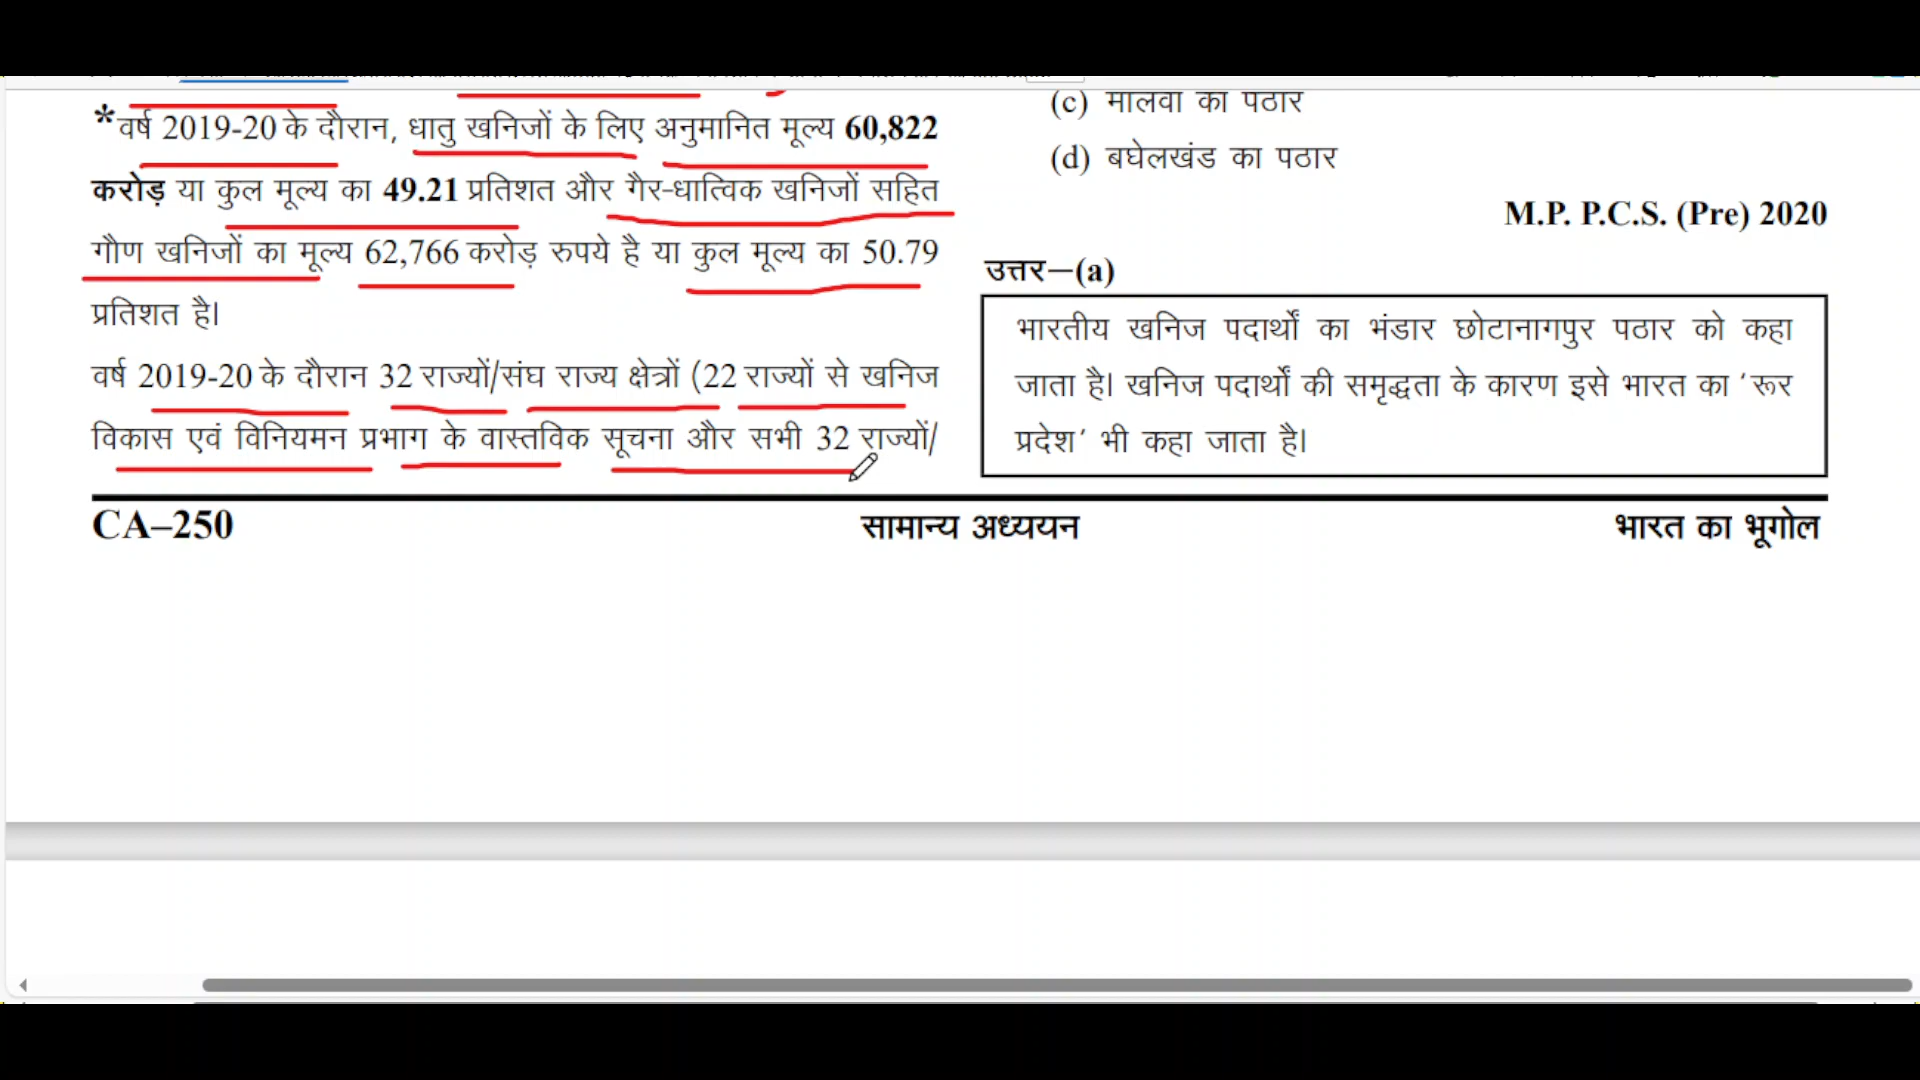 *वर्ष 2019-20 के दौरान, धातु खनिजों के लिए अनुमानित मूल्य 60,822
करोड़ या कुल मूल्य का 49.21 प्रतिशत और गैर-धात्विक खनिजों सहित
गौण खनिजों का मूल्य 62,766 करोड़ रुपये है या कुल मूल्य का 50.79
प्रतिशत है।
वर्ष 2019-20 के दौरान 32 राज्यों/संघ राज्य क्षेत्रों (22 राज्यों से खनिज
विकास एवं विनियमन प्रभाग के वास्तविक सूचना और सभी 32 राज्यों/
(c) मालवा का पठार
(d) बघेलखंड का पठार
M.P. P.C.S. (Pre) 2020
उत्तर—(a)
भारतीय खनिज पदार्थों का भंडार छोटानागपुर पठार को कहा
जाता है। खनिज पदार्थों की समृद्धता के कारण इसे भारत का ‘रूर
प्रदेश’ भी कहा जाता है।
CA–250 सामान्य अध्ययन भारत का भूगोल